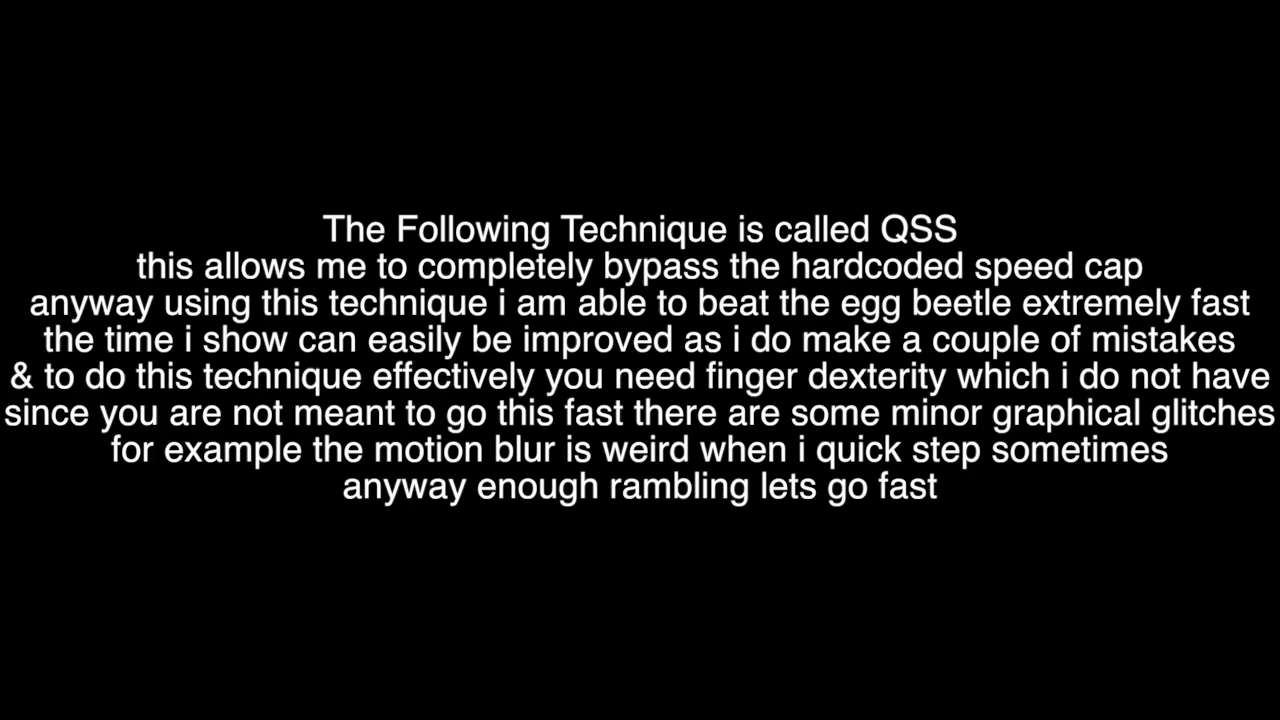 The Following Technique is called QSS
this allows me to completely bypass the hardcoded speed cap
anyway using this technique i am able to beat the egg beetle extremely fast
the time i show can easily be improved as i do make a couple of mistakes
& to do this technique effectively you need finger dexterity which i do not have
since you are not meant to go this fast there are some minor graphical glitches
for example the motion blur is weird when i quick step sometimes
anyway enough rambling lets go fast